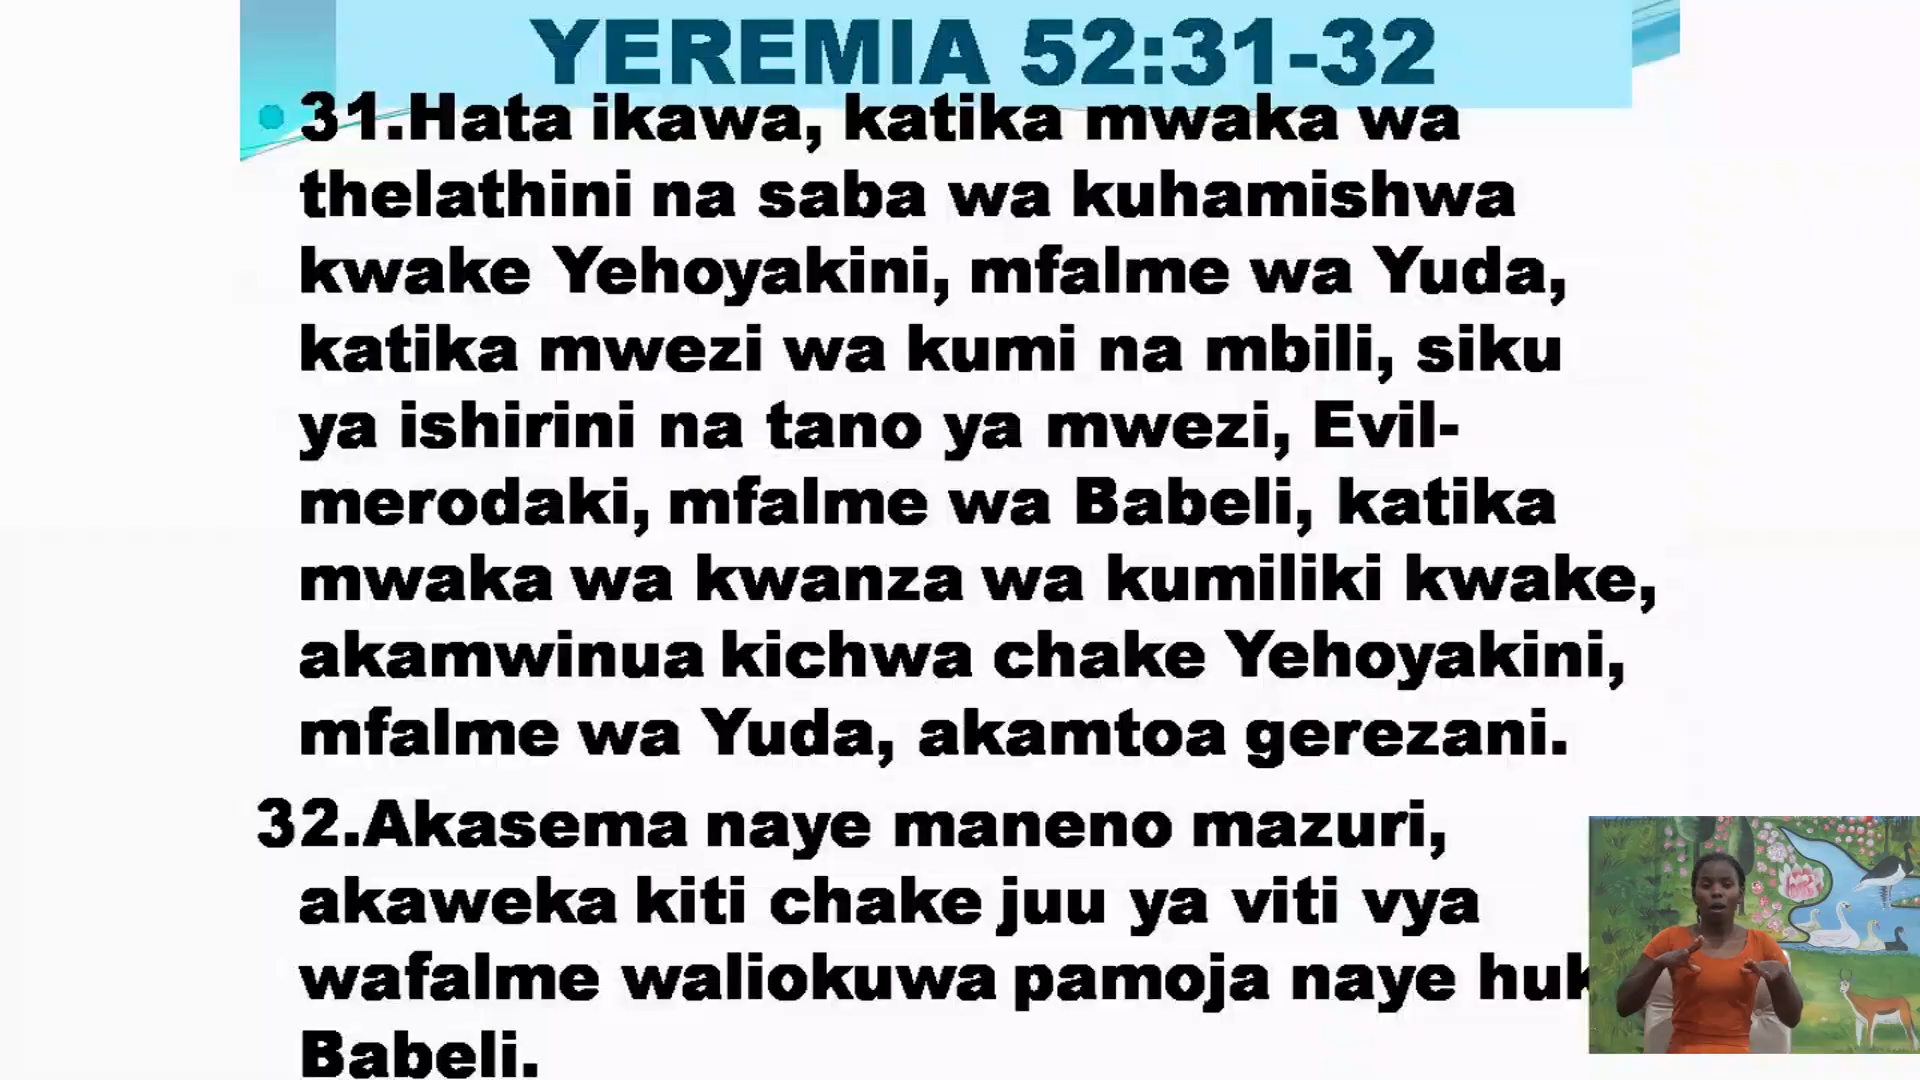 YEREMIA 52:31-32
31.Hata ikawa, katika mwaka wa
thelathini na saba wa kuhamishwa
kwake Yehoyakini, mfalme wa Yuda,
katika mwezi wa kumi na mbili, siku
ya ishirini na tano ya mwezi, Evil-
merodaki, mfalme wa Babeli, katika
mwaka wa kwanza wa kumiliki kwake,
akamwinua kichwa chake Yehoyakini,
mfalme wa Yuda, akamtoa gerezani.
32.Akasema naye maneno mazuri,
akaweka kiti chake juu ya viti vya
wafalme waliokuwa pamoja naye
Babeli.